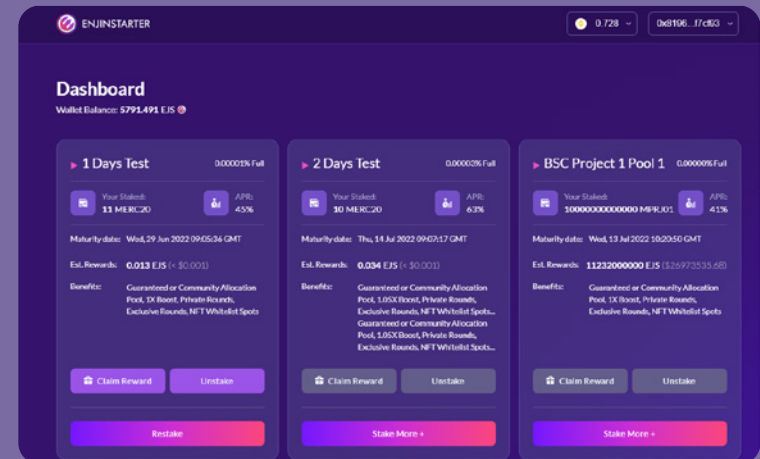 ENJINSTARTER
0.728
0x8196...f7cf93
Dashboard
Wallet Balance: 5791.491 EJS
1 Days Test
0.00001% Full
Your Staked:
11 MERC20
APR:
45%
Maturity date: Wed, 29 Jun 2022 09:05:36 GMT
Est. Rewards: 0.013 EJS (< $0.001)
Benefits: Guaranteed or Community Allocation
Pool, 1X Boost, Private Rounds,
Exclusive Rounds, NFT Whitelist Spots
Claim Reward
Unstake
Restake
2 Days Test
0.00003% Full
Your Staked:
10 MERC20
APR:
63%
Maturity date: Thu, 14 Jul 2022 09:07:17 GMT
Est. Rewards: 0.034 EJS (< $0.001)
Benefits: Guaranteed or Community Allocation
Pool, 1.05X Boost, Private Rounds,
Exclusive Rounds, NFT Whitelist Spots...
Guaranteed or Community Allocation
Pool, 1.05X Boost, Private Rounds,
Exclusive Rounds, NFT Whitelist Spots...
Claim Reward
Unstake
Stake More +
BSC Project 1 Pool 1
0.00000% Full
Your Staked:
10000000000000 MPRJ01
APR:
41%
Maturity date: Wed, 13 Jul 2022 10:20:50 GMT
Est. Rewards: 11232000000 EJS ($26973535.68)
Benefits: Guaranteed or Community Allocation
Pool, 1X Boost, Private Rounds,
Exclusive Rounds, NFT Whitelist Spots
Claim Reward
Unstake
Stake More +